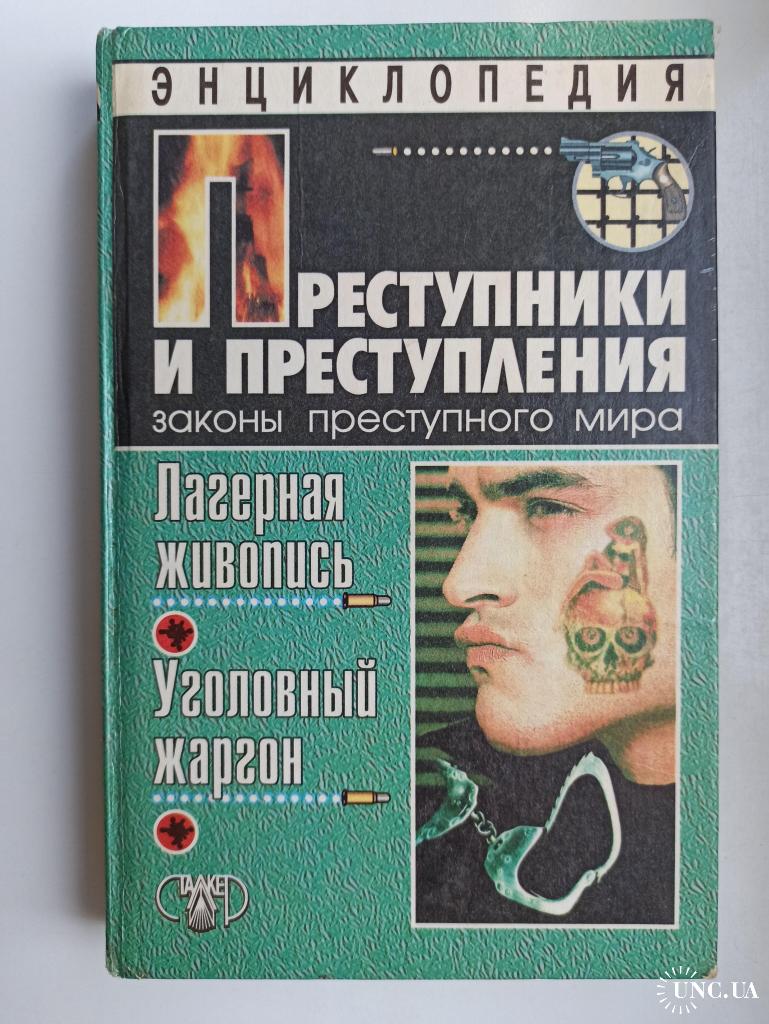 ЭНЦИКЛОПЕДИЯ
ПРЕСТУПНИКИ
И ПРЕСТУПЛЕНИЯ
законы преступного мира
Лагерная
живопись
Уголовный
жаргон
СТАЛКЕР
UNC.UA